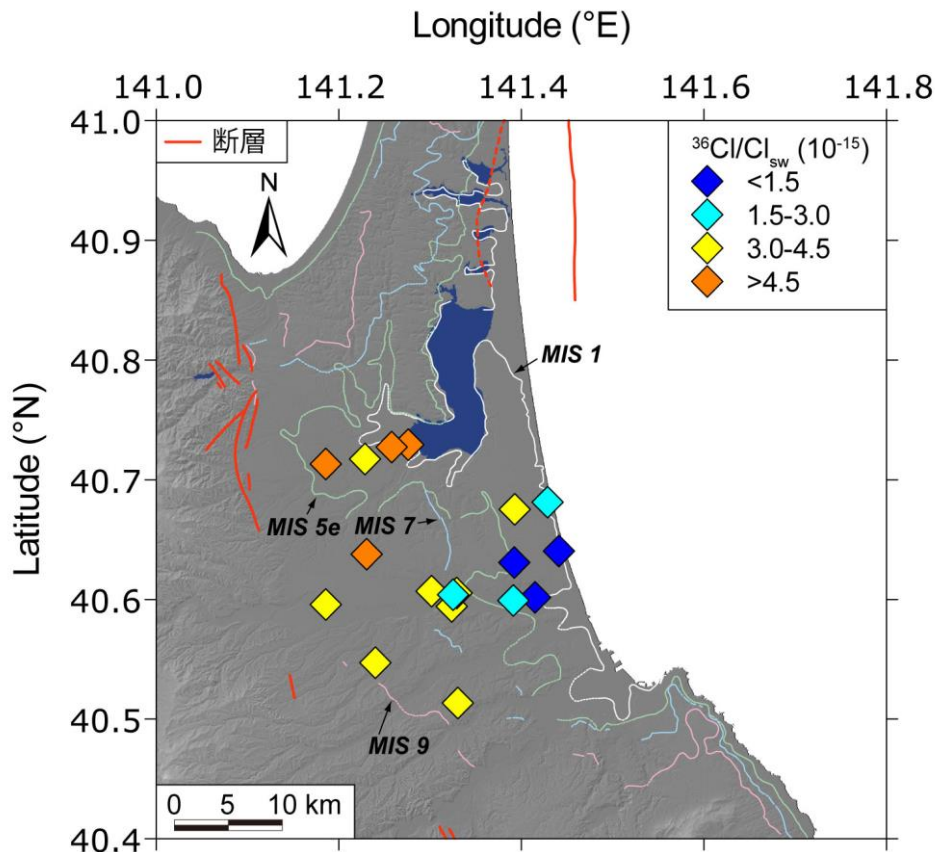 Longitude (°E)
141.0 141.2 141.4 141.6 141.8
Latitude (°N)
41.0
40.9
40.8
40.7
40.6
40.5
40.4
断層
N
³⁶Cl/Cl_sw (10⁻¹⁵)
<1.5
1.5-3.0
3.0-4.5
>4.5
MIS 1
MIS 5e
MIS 7
MIS 9
0 5 10 km